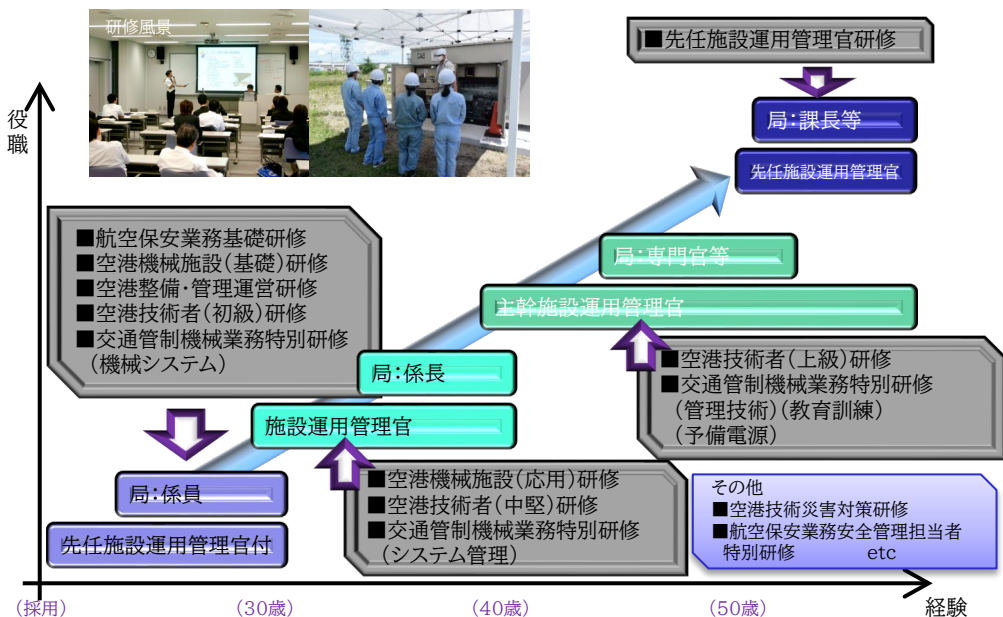 研修風景
■先任施設運用管理官研修
役職
局:課長等
先任施設運用管理官
■航空保安業務基礎研修
■空港機械施設(基礎)研修
■空港整備・管理運営研修
■空港技術者(初級)研修
■交通管制機械業務特別研修
(機械システム)
局:専門官等
主幹施設運用管理官
■空港技術者(上級)研修
■交通管制機械業務特別研修
(管理技術)(教育訓練)
(予備電源)
局:係長
施設運用管理官
■空港機械施設(応用)研修
■空港技術者(中堅)研修
■交通管制機械業務特別研修
(システム管理)
局:係員
先任施設運用管理官付
その他
■空港技術災害対策研修
■航空保安業務安全管理担当者
特別研修 etc
(採用)
(30歳)
(40歳)
(50歳)
経験